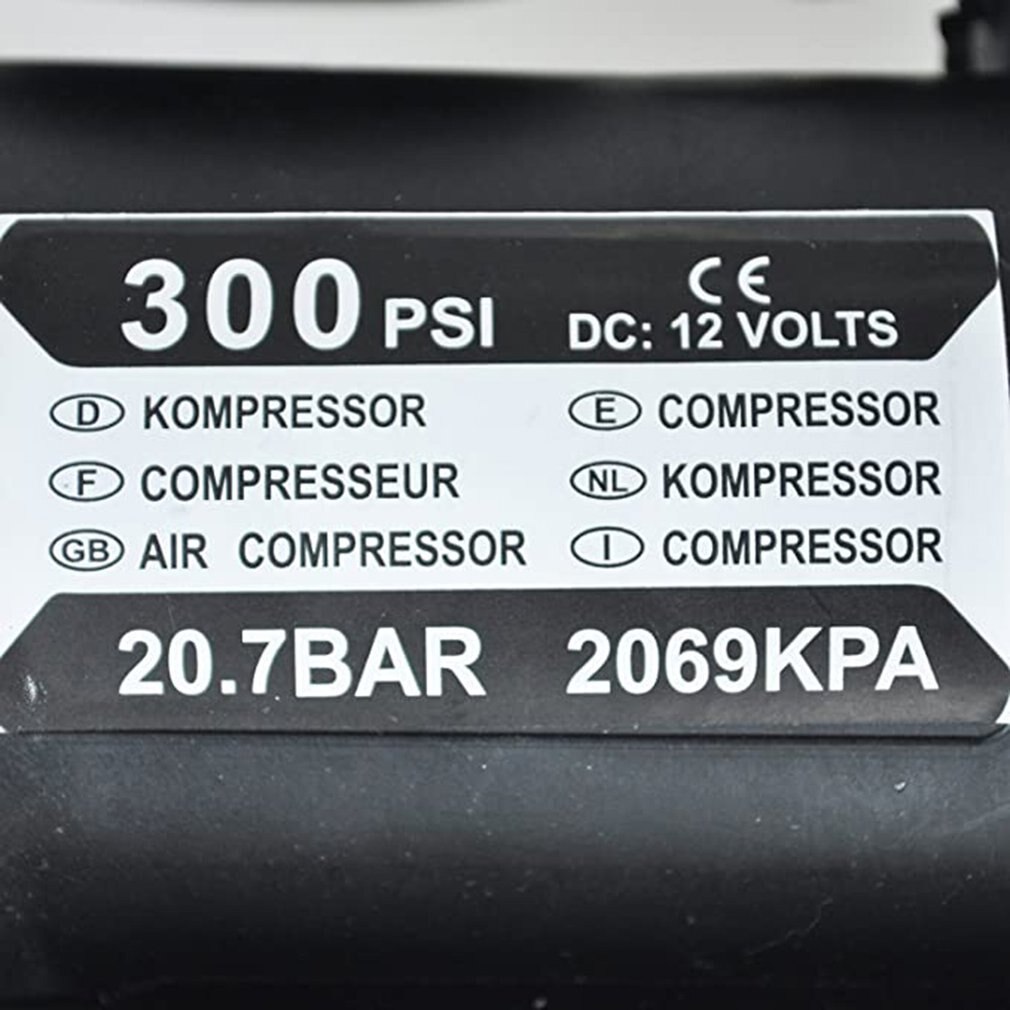 300 PSI
CE
DC: 12 VOLTS
D KOMPRESSOR
E COMPRESSOR
F COMPRESSEUR
NL KOMPRESSOR
GB AIR COMPRESSOR
I COMPRESSOR
20.7BAR 2069KPA